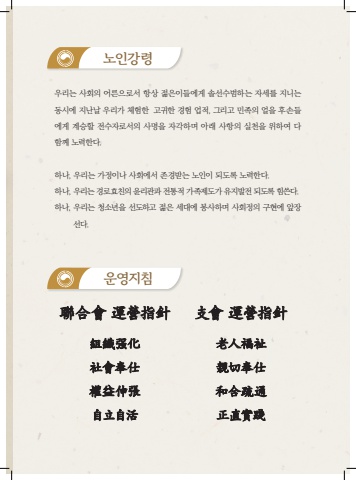 노인강령
우리는 사회의 어른으로서 항상 젊은이들에게 솔선수범하는 자세를 지니는
동시에 지난날 우리가 체험한 고귀한 경험 업적, 그리고 민족의 얼을 후손들
에게 계승할 전수자로서의 사명을 자각하며 아래 사항의 실천을 위하여 다
함께 노력한다.
하나, 우리는 가정이나 사회에서 존경받는 노인이 되도록 노력한다.
하나, 우리는 경로효친의 윤리관과 전통적 가족제도가 유지발전 되도록 힘쓴다.
하나, 우리는 청소년을 선도하고 젊은 세대에 봉사하며 사회정의 구현에 앞장
선다.
운영지침
聯合會 運營指針 支會 運營指針
組織强化 老人福祉
社會奉仕 親切奉仕
權益伸張 和合疏通
自立自活 正直實踐